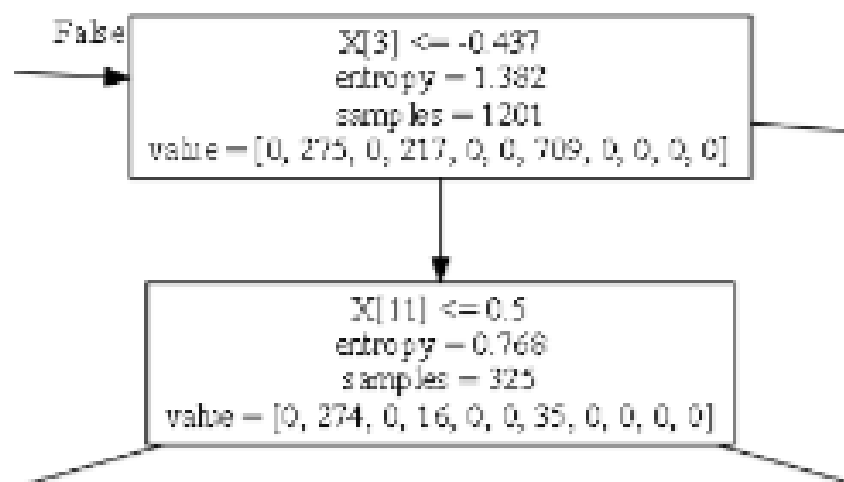 False
X[3] <= -0.437
entropy = 1.382
samples = 1201
value = [0, 275, 0, 217, 0, 0, 709, 0, 0, 0, 0]
X[11] <= 0.5
entropy = 0.768
samples = 325
value = [0, 274, 0, 16, 0, 0, 35, 0, 0, 0, 0]